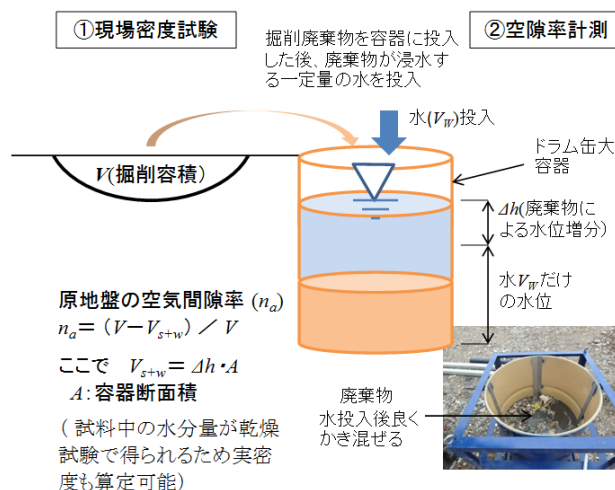 ①現場密度試験
掘削廃棄物を容器に投入
した後、廃棄物が浸水する
一定量の水を投入
②空隙率計測
水(VW)投入
ドラム缶大
容器
V(掘削容積)
Δh(廃棄物に
よる水位増分)
水VWだけ
の水位
原地盤の空気間隙率 (na)
na＝（V－Vs+w）／ V
ここで　Vs+w＝Δh・A
A：容器断面積
（ 試料中の水分量が乾燥
試験で得られるため実密
度も算定可能）
廃棄物
水投入後良く
かき混ぜる